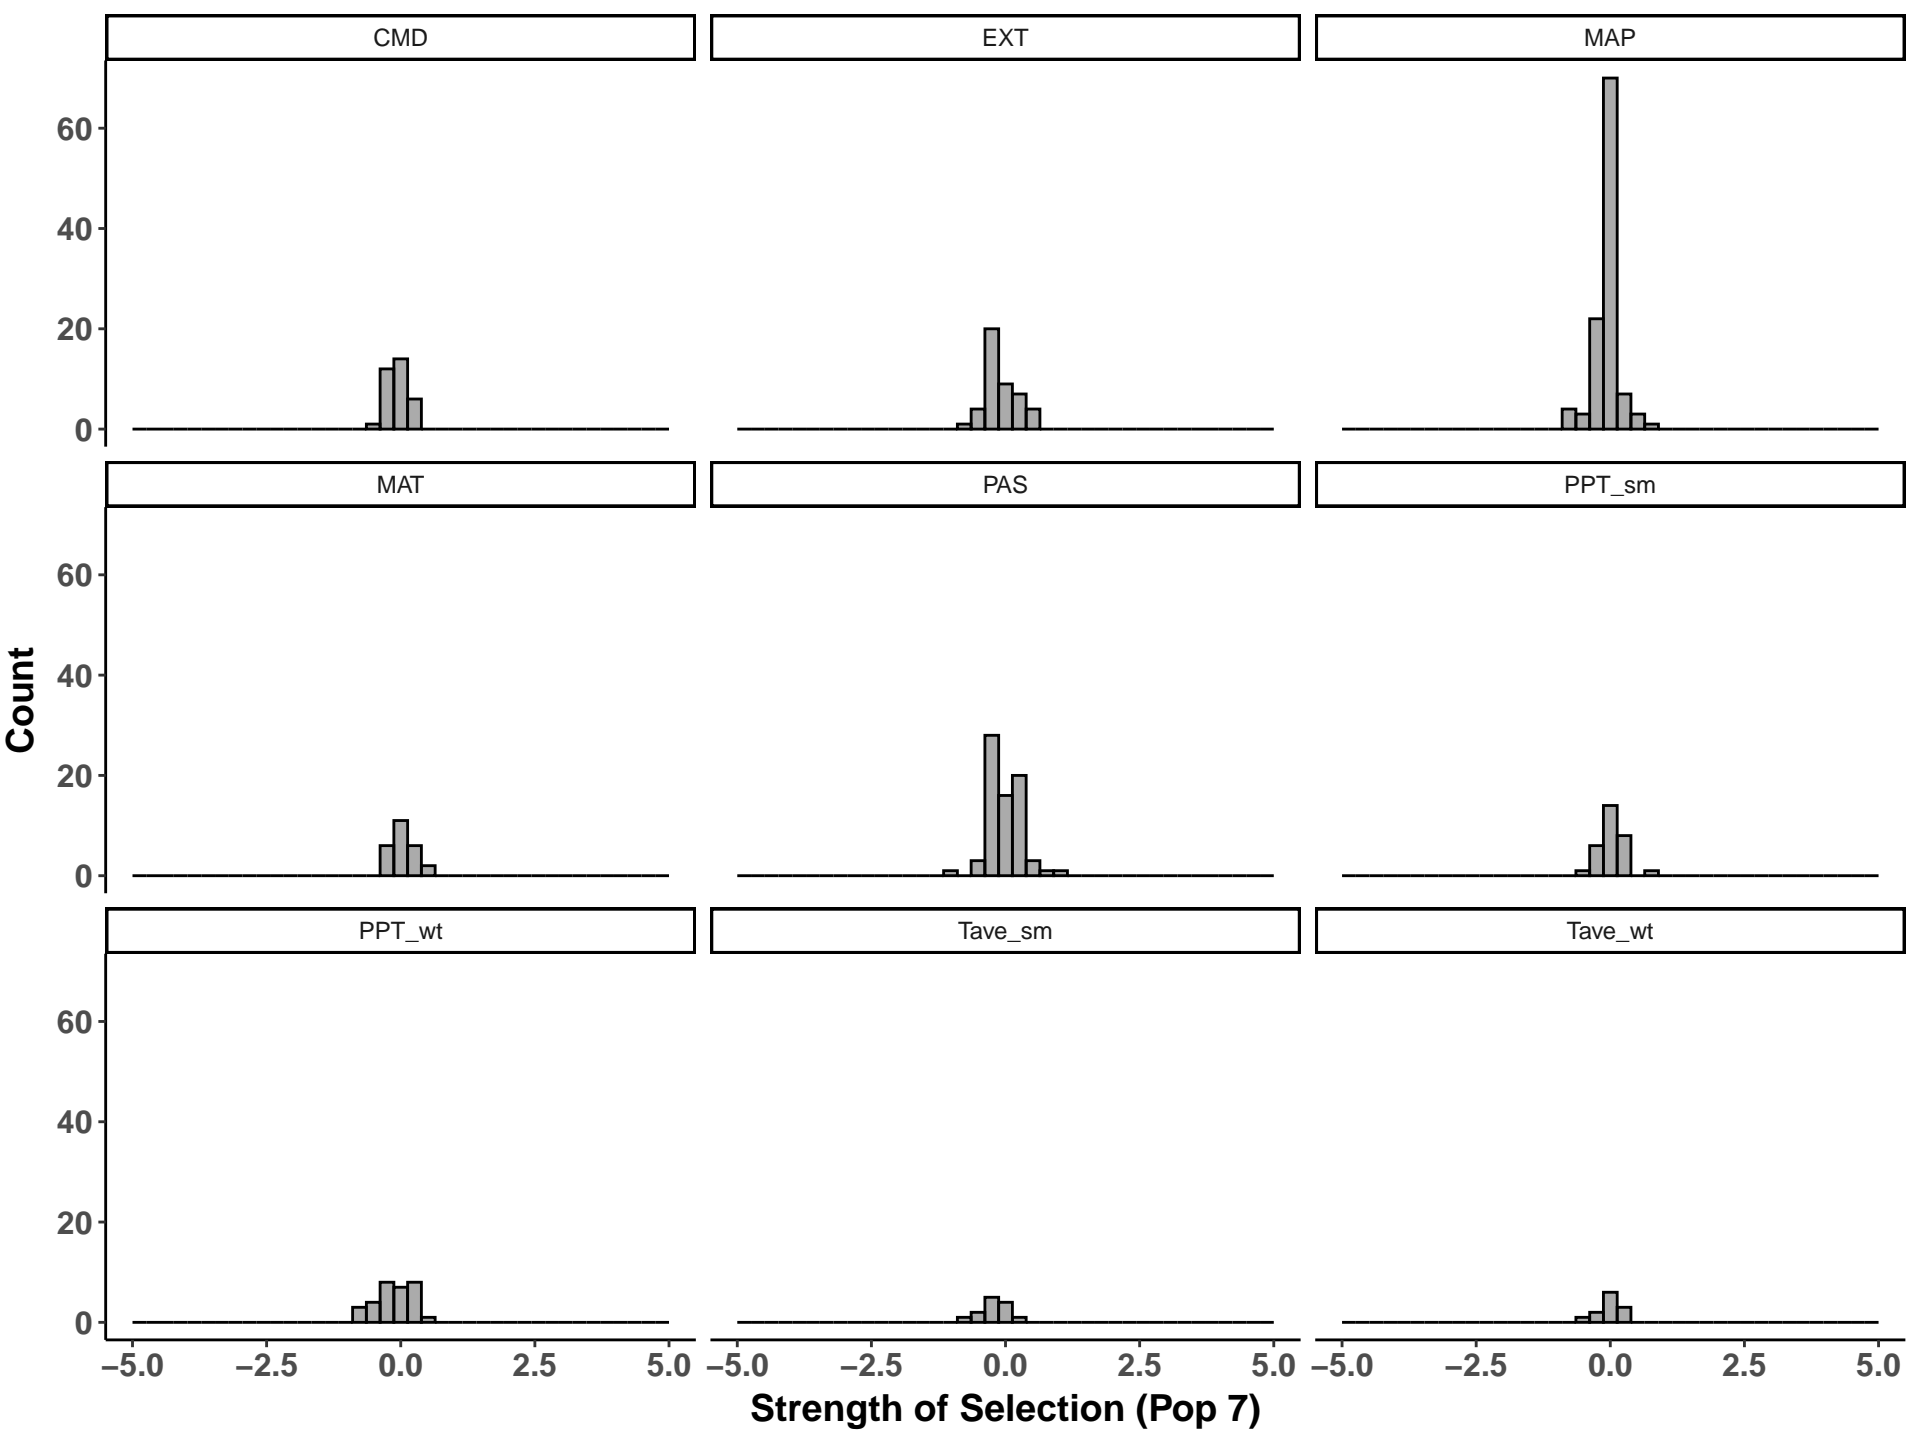 CMD EXT MAP
60
40
20
0
MAT PAS PPT_sm
60
40
20
0
Count
PPT_wt Tave_sm Tave_wt
60
40
20
0
−5.0 −2.5 0.0 2.5 5.0 −5.0 −2.5 0.0 2.5 5.0 −5.0 −2.5 0.0 2.5 5.0
Strength of Selection (Pop 7)